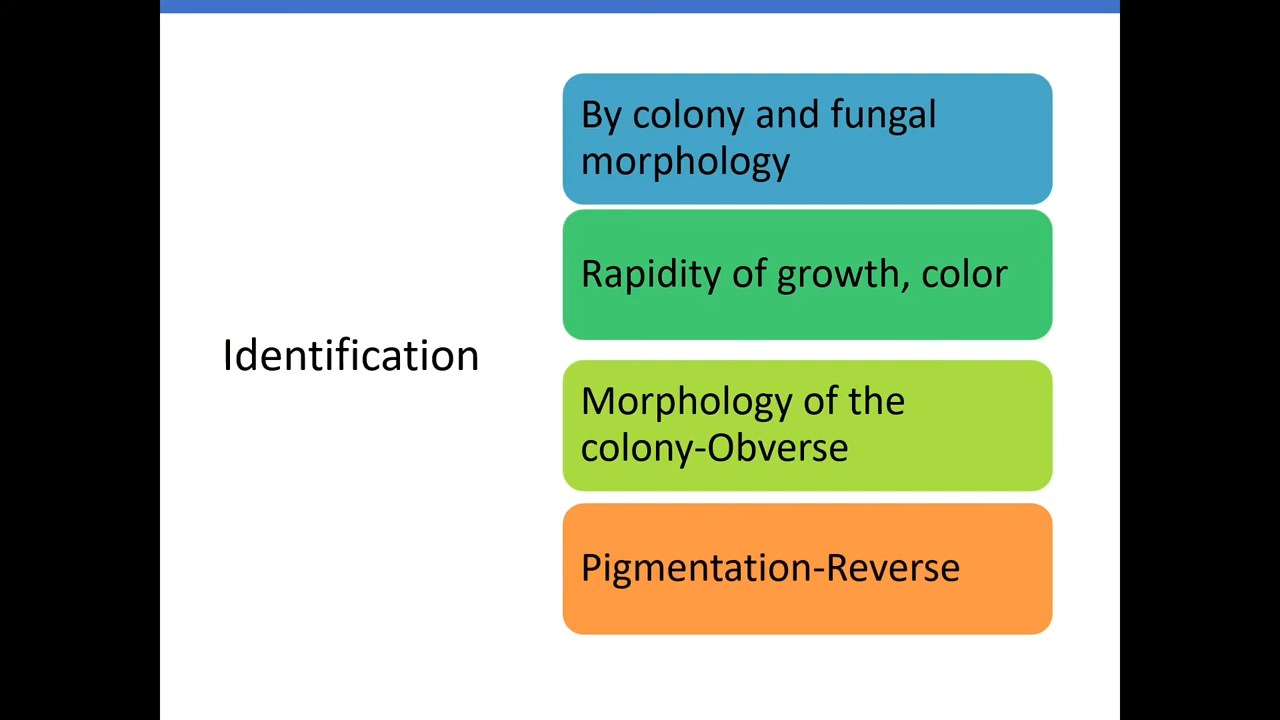 Identification
By colony and fungal
morphology
Rapidity of growth, color
Morphology of the
colony-Obverse
Pigmentation-Reverse